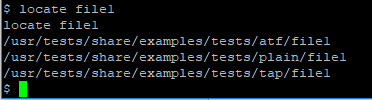 $ locate file1
locate file1
/usr/tests/share/examples/tests/atf/file1
/usr/tests/share/examples/tests/plain/file1
/usr/tests/share/examples/tests/tap/file1
$